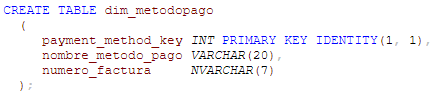 CREATE TABLE dim_metodopago
(
payment_method_key INT PRIMARY KEY IDENTITY(1, 1),
nombre_metodo_pago VARCHAR(20),
numero_factura NVARCHAR(7)
);